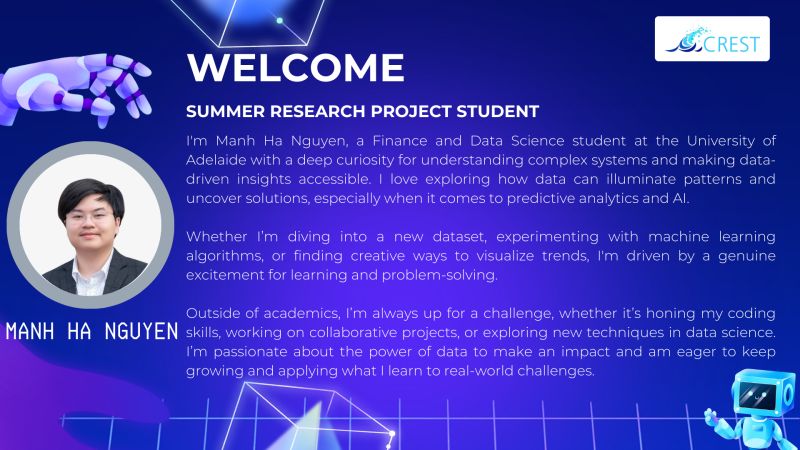 CREST
WELCOME
SUMMER RESEARCH PROJECT STUDENT
I'm Manh Ha Nguyen, a Finance and Data Science student at the University of
Adelaide with a deep curiosity for understanding complex systems and making data-
driven insights accessible. I love exploring how data can illuminate patterns and
uncover solutions, especially when it comes to predictive analytics and AI.
Whether I’m diving into a new dataset, experimenting with machine learning
algorithms, or finding creative ways to visualize trends, I'm driven by a genuine
excitement for learning and problem-solving.
Outside of academics, I’m always up for a challenge, whether it’s honing my coding
skills, working on collaborative projects, or exploring new techniques in data science.
I’m passionate about the power of data to make an impact and am eager to keep
growing and applying what I learn to real-world challenges.
MANH HA NGUYEN